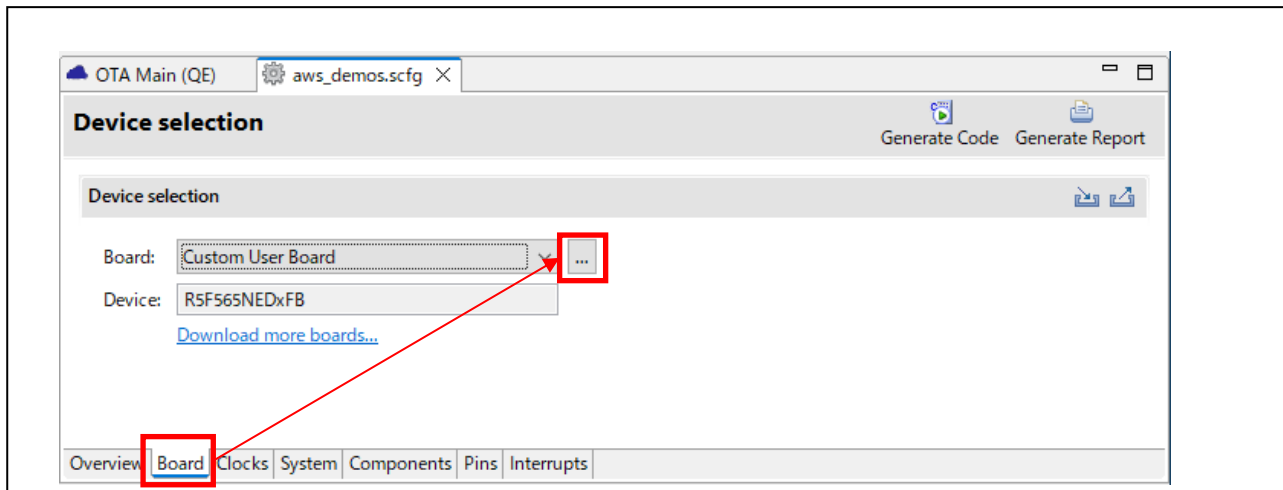 OTA Main (QE) aws_demos.scfg
Device selection
Generate Code Generate Report
Device selection
Board: Custom User Board ...
Device: R5F565NEDxFB
Download more boards...
Overview Board Clocks System Components Pins Interrupts